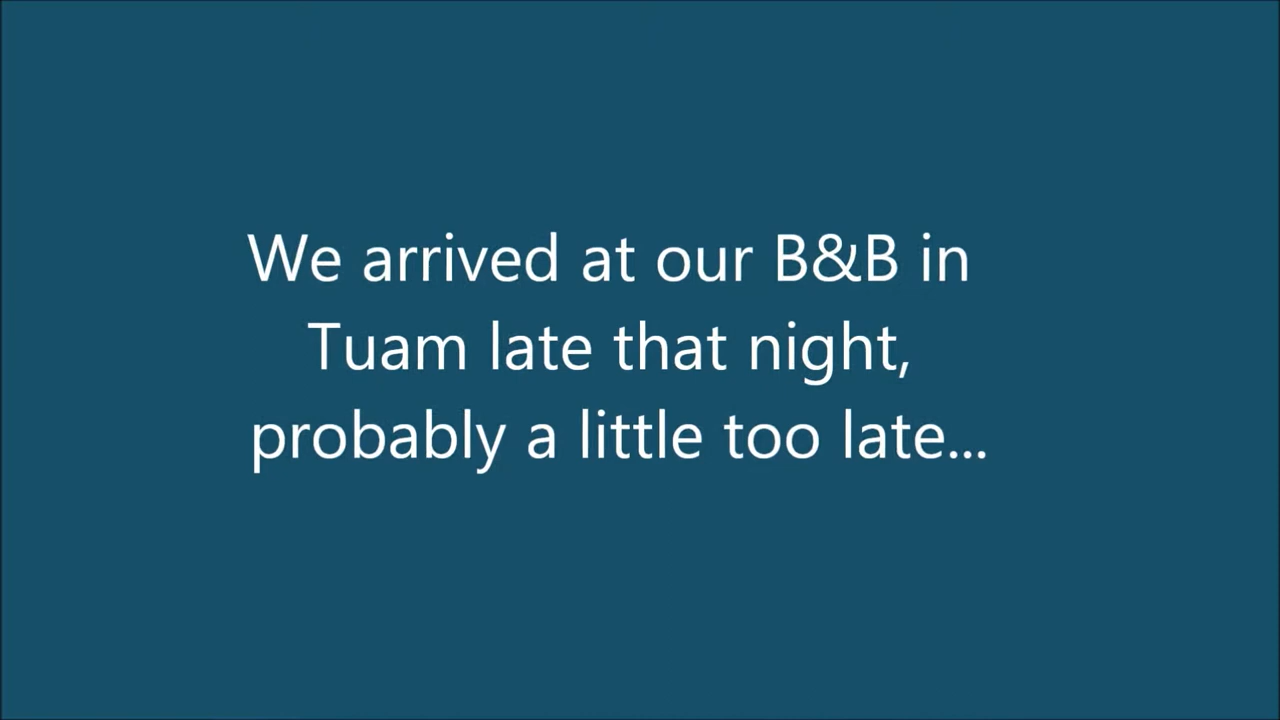 We arrived at our B&B in
Tuam late that night,
probably a little too late...